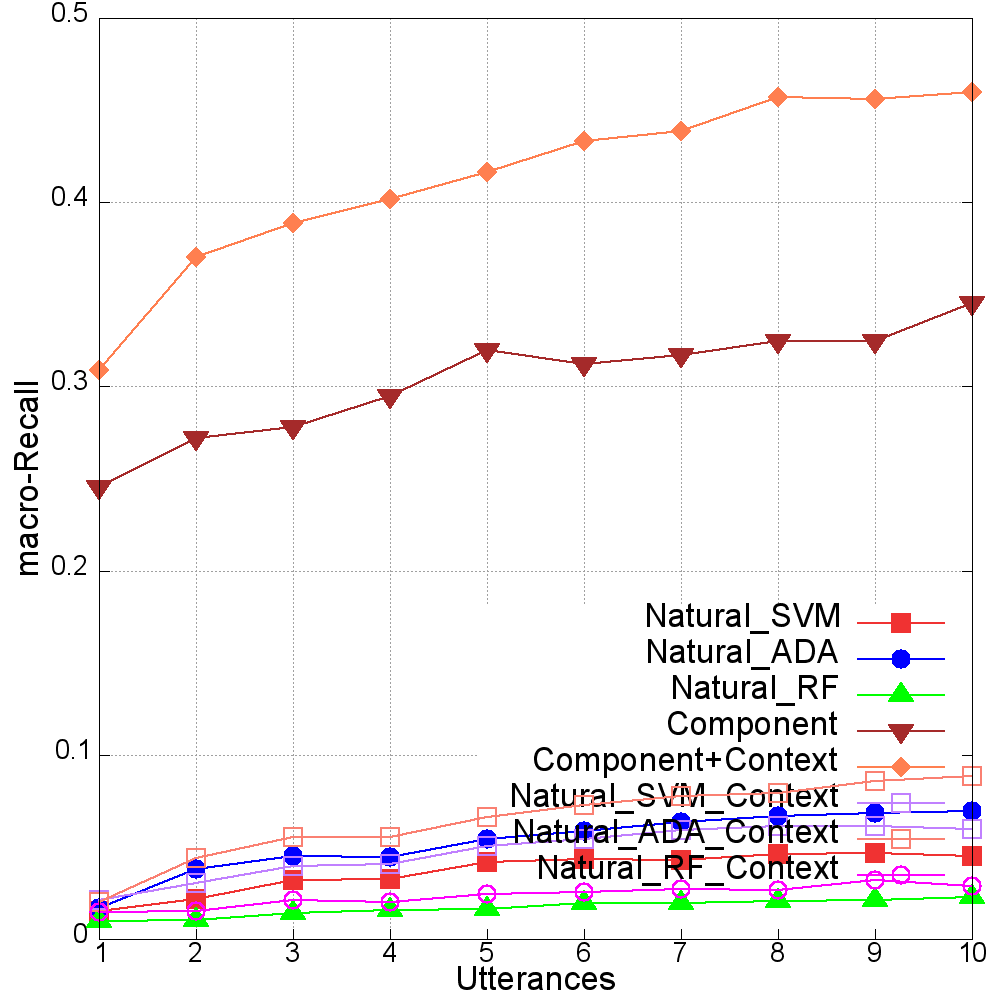 0.5
0.4
0.3
0.2
0.1
0
macro-Recall
Natural_SVM
Natural_ADA
Natural_RF
Component
Component+Context
Natural_SVM_Context
Natural_ADA_Context
Natural_RF_Context
1 2 3 4 5 6 7 8 9 10
Utterances